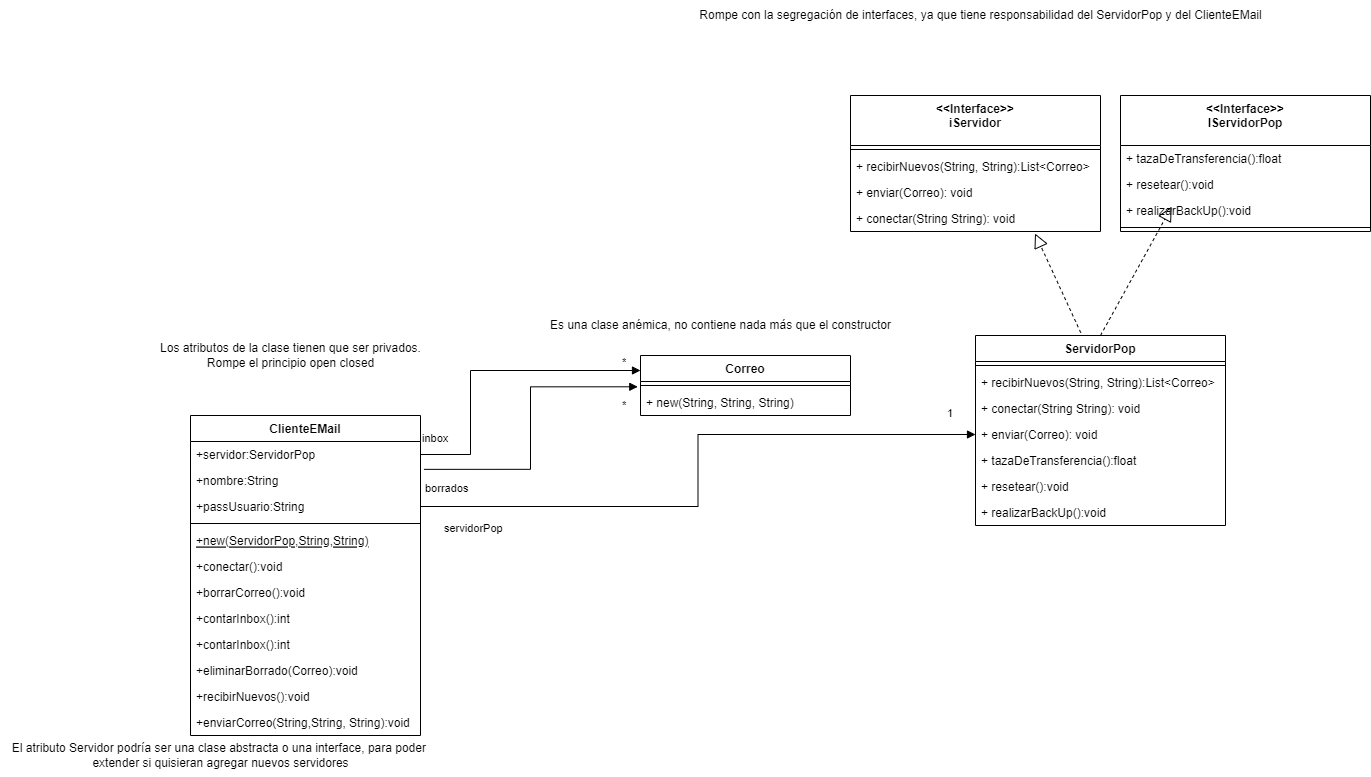 Rompe con la segregación de interfaces, ya que tiene responsabilidad del ServidorPop y del ClienteEMail
<<Interface>>
iServidor
+ recibirNuevos(String, String):List<Correo>
+ enviar(Correo): void
+ conectar(String String): void
<<Interface>>
IServidorPop
+ tazaDeTransferencia():float
+ resetear():void
+ realizarBackUp():void
Es una clase anémica, no contiene nada más que el constructor
Los atributos de la clase tienen que ser privados.
Rompe el principio open closed
*
Correo
+ new(String, String, String)
*
1
ServidorPop
+ recibirNuevos(String, String):List<Correo>
+ conectar(String String): void
+ enviar(Correo): void
+ tazaDeTransferencia():float
+ resetear():void
+ realizarBackUp():void
ClienteEMail
+servidor:ServidorPop
+nombre:String
+passUsuario:String
+new(ServidorPop,String,String)
+conectar():void
+borrarCorreo():void
+contarInbox():int
+contarInbox():int
+eliminarBorrado(Correo):void
+recibirNuevos():void
+enviarCorreo(String,String, String):void
inbox
borrados
servidorPop
El atributo Servidor podría ser una clase abstracta o una interface, para poder
extender si quisieran agregar nuevos servidores